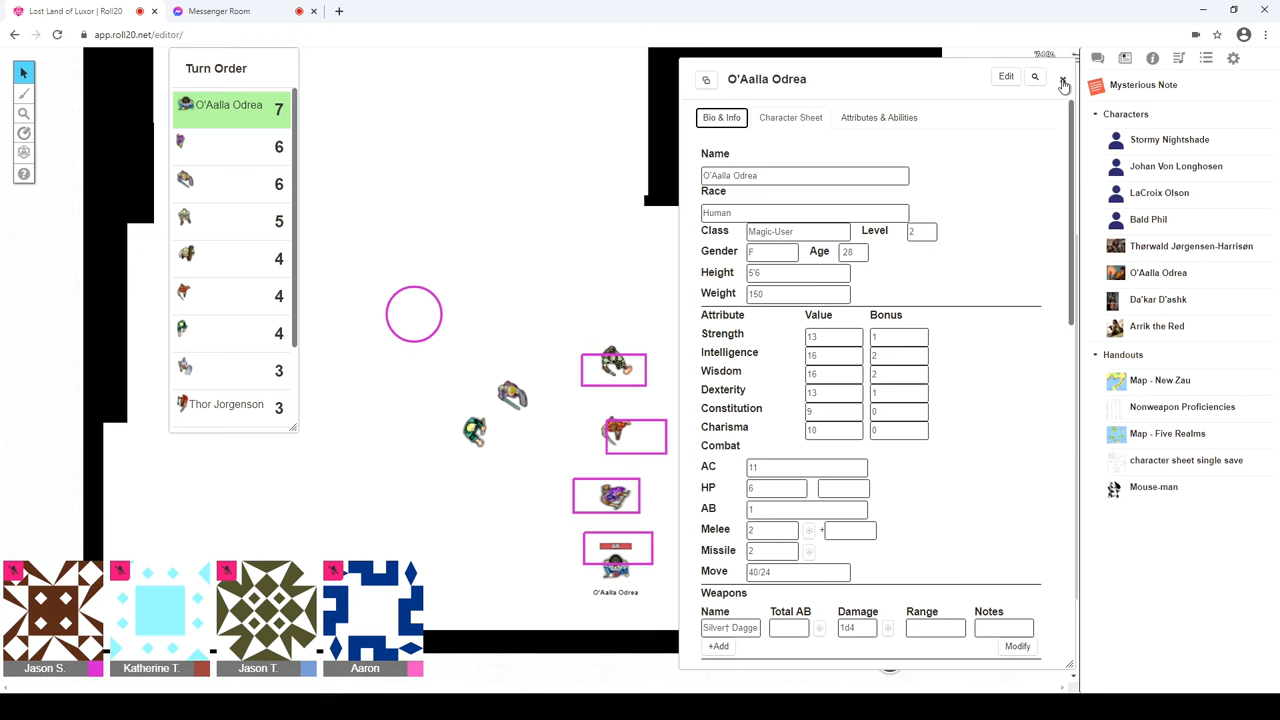 Lost Land of Luxor | Roll20
Messenger Room
app.roll20.net/editor/
Turn Order
O'Aalla Odrea 7
6
6
5
4
4
4
3
Thor Jorgenson 3
O'Aalla Odrea
Jason S.
Katherine T.
Jason T.
Aaron
O'Aalla Odrea
Edit
Bio & Info Character Sheet Attributes & Abilities
Name
O'Aalla Odrea
Race
Human
Class Magic-User Level 2
Gender F Age 28
Height 5'6
Weight 150
Attribute Value Bonus
Strength 13 1
Intelligence 16 2
Wisdom 16 2
Dexterity 13 1
Constitution 9 0
Charisma 10 0
Combat
AC 11
HP 6
AB 1
Melee 2 +
Missile 2
Move 40/24
Weapons
Name Total AB Damage Range Notes
Silver† Dagge 1d4
+Add Modify
Mysterious Note
Characters
Stormy Nightshade
Johan Von Longhosen
LaCroix Olson
Bald Phil
Thørwald Jørgensen-Harrisøn
O'Aalla Odrea
Da'kar D'ashk
Arrik the Red
Handouts
Map - New Zau
Nonweapon Proficiencies
Map - Five Realms
character sheet single save
Mouse-man